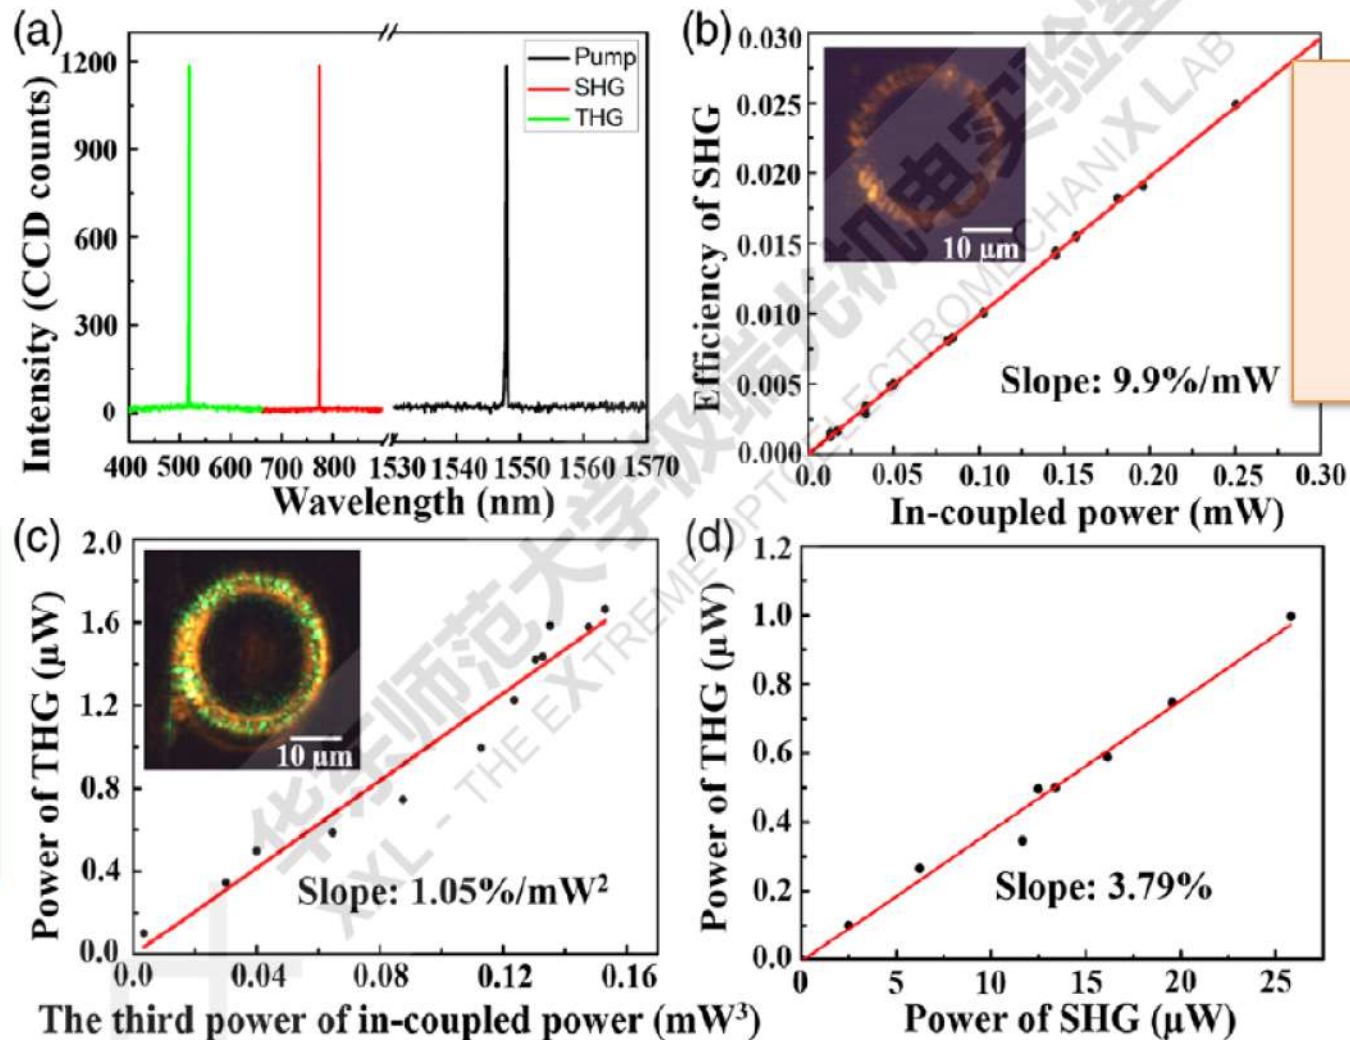 (a)
Intensity (CCD counts)
1200
900
600
300
0
Pump
SHG
THG
400 500 600 700 800 1530 1540 1550 1560 1570
Wavelength (nm)
(b)
Efficiency of SHG
0.030
0.025
0.020
0.015
0.010
0.005
0.000
10 µm
Slope: 9.9%/mW
0.0 0.05 0.10 0.15 0.20 0.25 0.30
In-coupled power (mW)
(c)
Power of THG (µW)
2.0
1.6
1.2
0.8
0.4
0.0
10 µm
Slope: 1.05%/mW²
0.0 0.04 0.08 0.12 0.16
The third power of in-coupled power (mW³)
(d)
Power of THG (µW)
1.2
1.0
0.8
0.6
0.4
0.2
0.0
Slope: 3.79%
0 5 10 15 20 25
Power of SHG (µW)
华东师范大学极端光机电实验室
XXL - THE EXTREME OPTOELECTROMECHANIX LAB